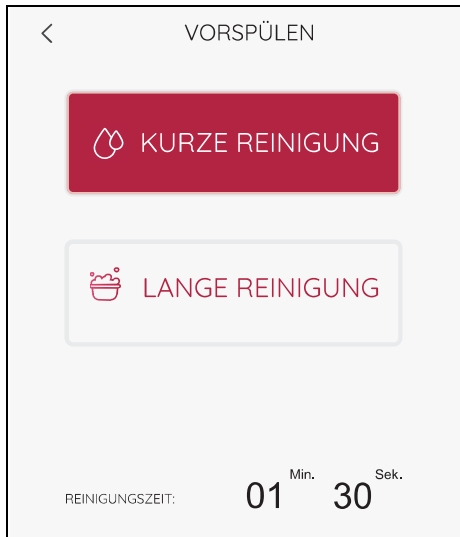 VORSPÜLEN
KURZE REINIGUNG
LANGE REINIGUNG
REINIGUNGSZEIT: 01 Min. 30 Sek.